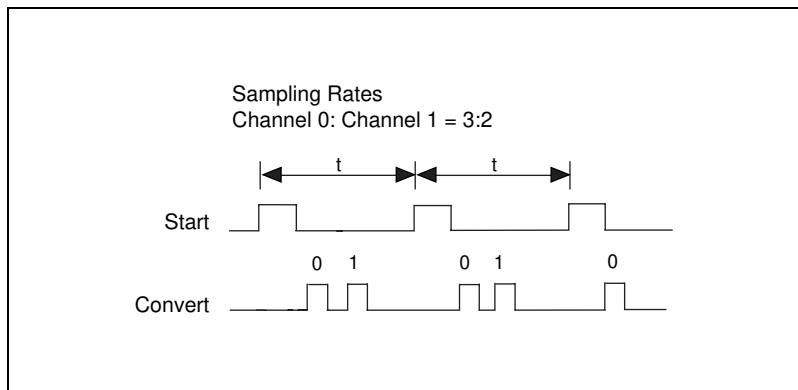 Sampling Rates
Channel 0: Channel 1 = 3:2
t t
Start
0 1 0 1 0
Convert